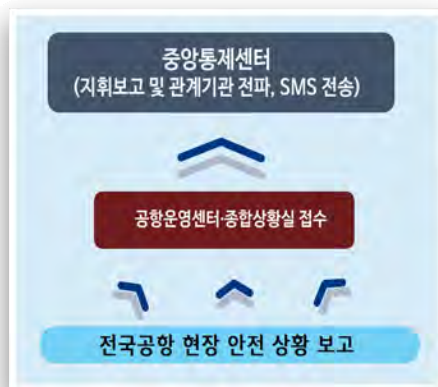 중앙통제센터
(지휘보고 및 관계기관 전파, SMS 전송)
공항운영센터·종합상황실 접수
전국공항 현장 안전 상황 보고